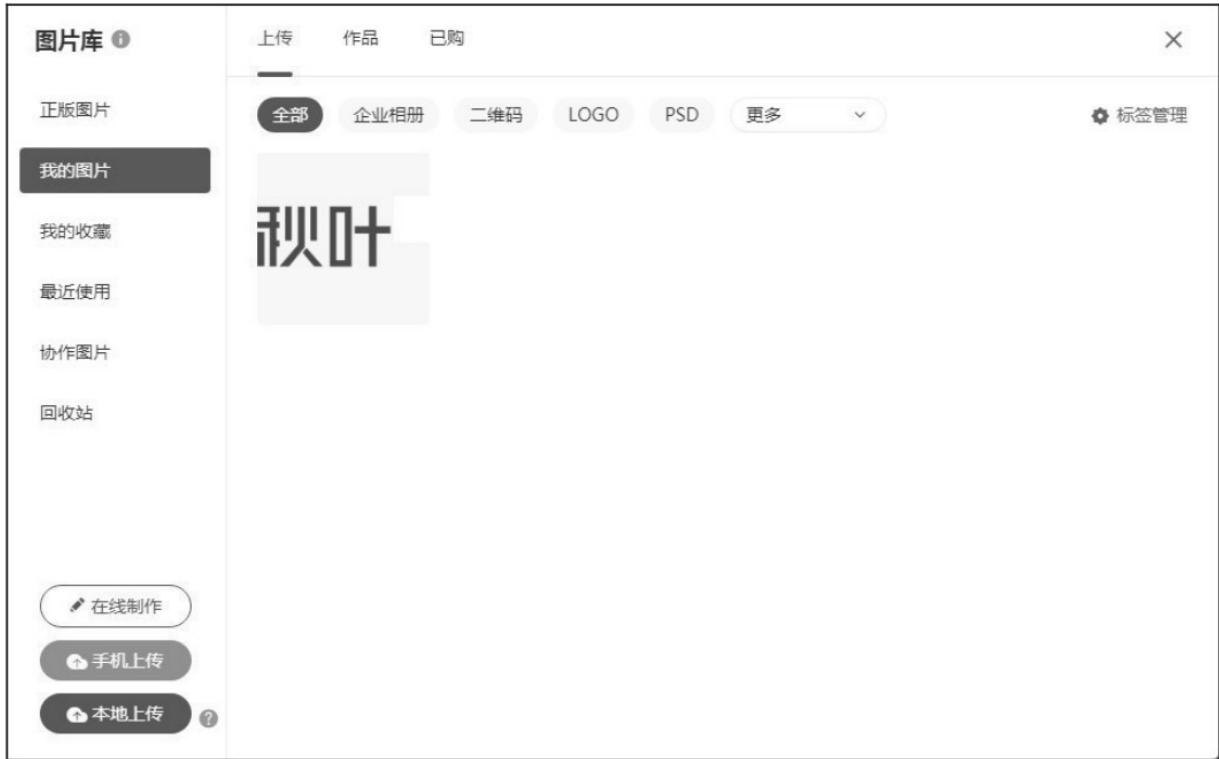 图片库
上传 作品 已购
正版图片
我的图片
我的收藏
最近使用
协作图片
回收站
全部 企业相册 二维码 LOGO PSD 更多 标签管理
秋叶
在线制作
手机上传
本地上传